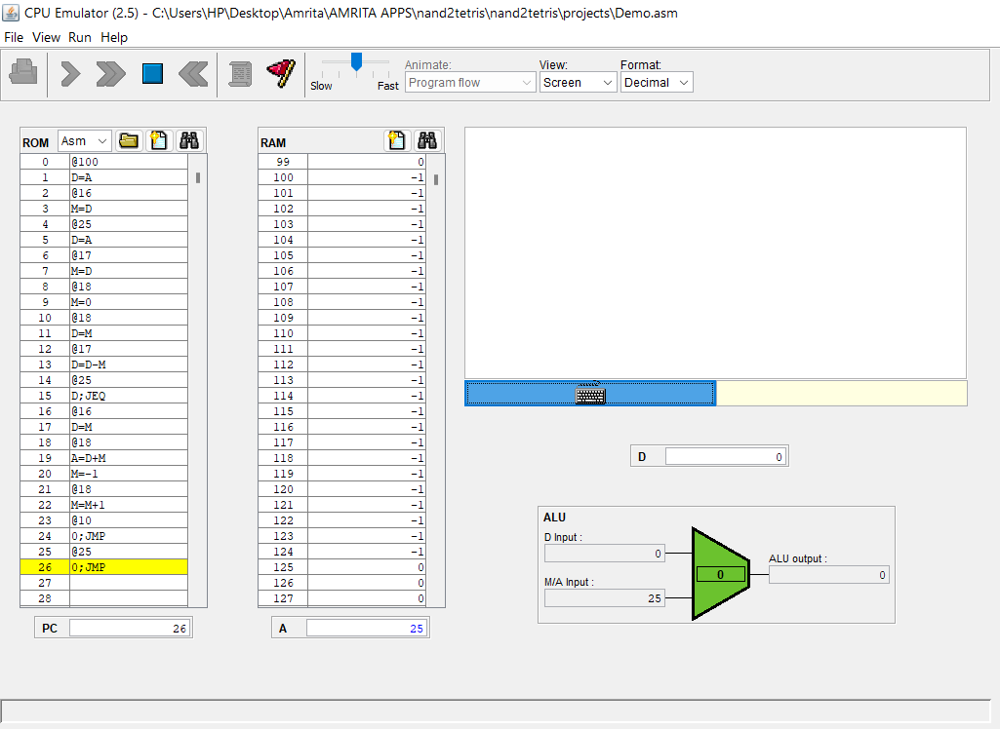 CPU Emulator (2.5) - C:\Users\HP\Desktop\Amrita\AMRITA APPS\nand2tetris\nand2tetris\projects\Demo.asm
File View Run Help
Slow Fast
Animate: View: Format:
Program flow Screen Decimal
ROM Asm
0 @100
1 D=A
2 @16
3 M=D
4 @25
5 D=A
6 @17
7 M=D
8 @18
9 M=0
10 @18
11 D=M
12 @17
13 D=D-M
14 @25
15 D;JEQ
16 @16
17 D=M
18 @18
19 A=D+M
20 M=-1
21 @18
22 M=M+1
23 @10
24 0;JMP
25 @25
26 0;JMP
27
28
PC 26
RAM
99 0
100 -1
101 -1
102 -1
103 -1
104 -1
105 -1
106 -1
107 -1
108 -1
109 -1
110 -1
111 -1
112 -1
113 -1
114 -1
115 -1
116 -1
117 -1
118 -1
119 -1
120 -1
121 -1
122 -1
123 -1
124 -1
125 0
126 0
127 0
A 25
D 0
ALU
D Input :
0
M/A Input :
25
0
ALU output :
0